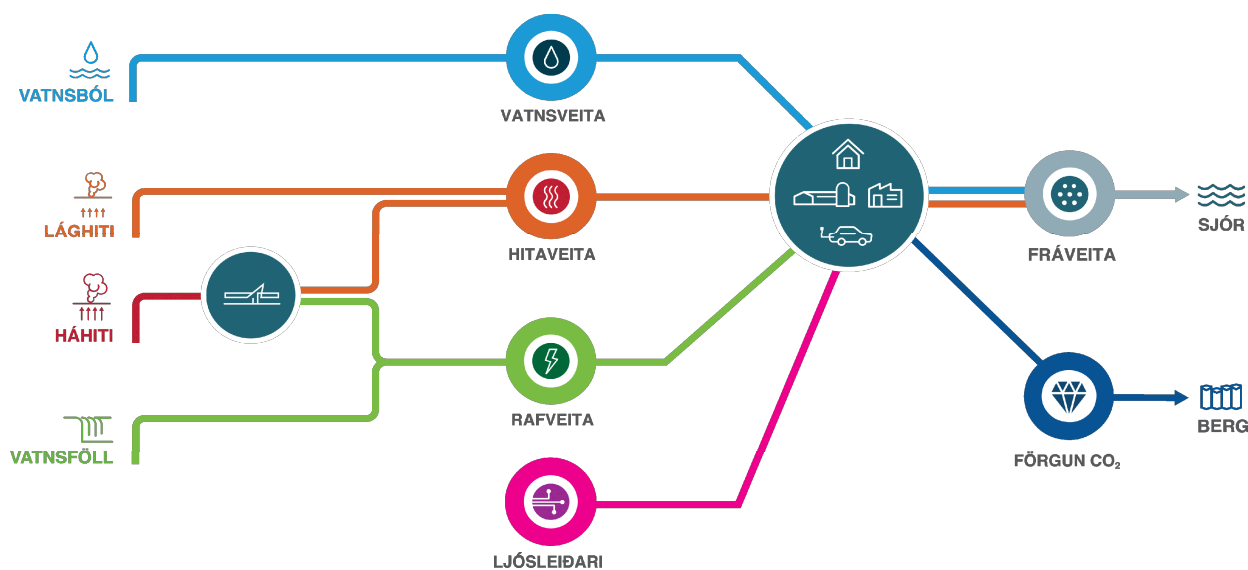 VATNSBÓL
VATNSVEITA
LÁGHITI
HITAVEITA
FRÁVEITA
SJÓR
HÁHITI
RAFVEITA
VATNSFÖLL
BERG
FÖRGUN CO₂
LJÓSLEIÐARI